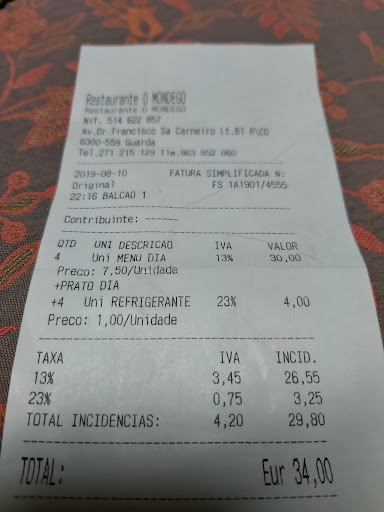 Restaurante O MONDEGO
Restaurante O MONDEGO
Nif. 514 622 857
Av.Dr.Francisco Sa Carneiro Lt.81 R\CD
6300-559 Guarda
Tel.271 215 129 Tlm.963 852 060
2019-08-10 FATURA SIMPLIFICADA N:
Original FS 1A1901/4555
22:16 BALCAO 1
Contribuinte: -------
QTD UNI DESCRICAO IVA VALOR
4 Uni MENU DIA 13% 30,00
Preco: 7,50/Unidade
+PRATO DIA
+4 Uni REFRIGERANTE 23% 4,00
Preco: 1,00/Unidade
TAXA IVA INCID.
13% 3,45 26,55
23% 0,75 3,25
TOTAL INCIDENCIAS: 4,20 29,80
TOTAL: Eur 34,00